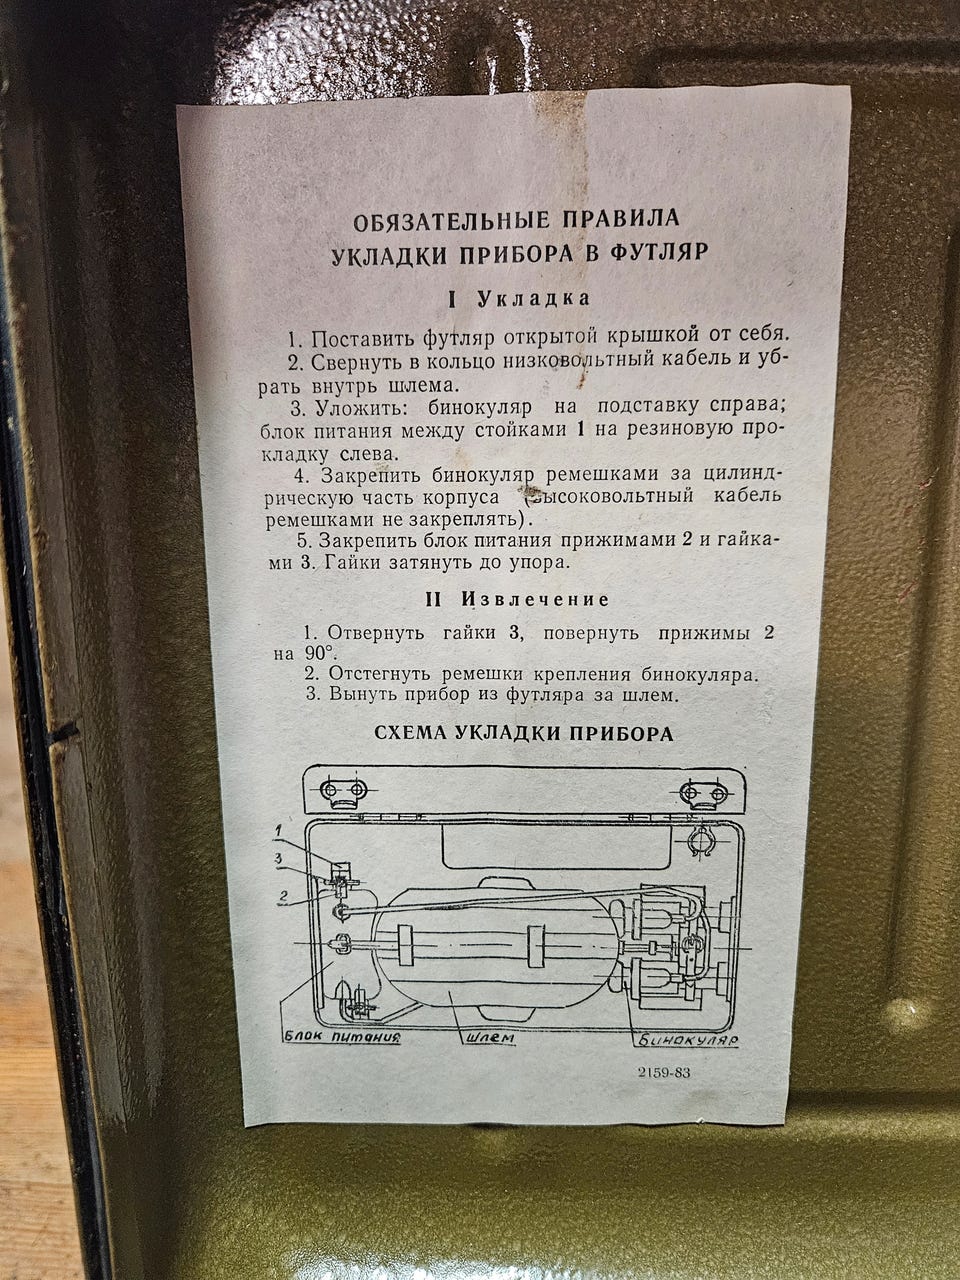 ОБЯЗАТЕЛЬНЫЕ ПРАВИЛА
УКЛАДКИ ПРИБОРА В ФУТЛЯР
I Укладка
1. Поставить футляр открытой крышкой от себя.
2. Свернуть в кольцо низковольтный кабель и уб-
рать внутрь шлема.
3. Уложить: бинокуляр на подставку справа;
блок питания между стойками 1 на резиновую про-
кладку слева.
4. Закрепить бинокуляр ремешками за цилинд-
рическую часть корпуса (высоковольтный кабель
ремешками не закреплять).
5. Закрепить блок питания прижимами 2 и гайка-
ми 3. Гайки затянуть до упора.
II Извлечение
1. Отвернуть гайки 3, повернуть прижимы 2
на 90°.
2. Отстегнуть ремешки крепления бинокуляра.
3. Вынуть прибор из футляра за шлем.
СХЕМА УКЛАДКИ ПРИБОРА
1
3
2
блок питания шлем бинокуляр
2159-83